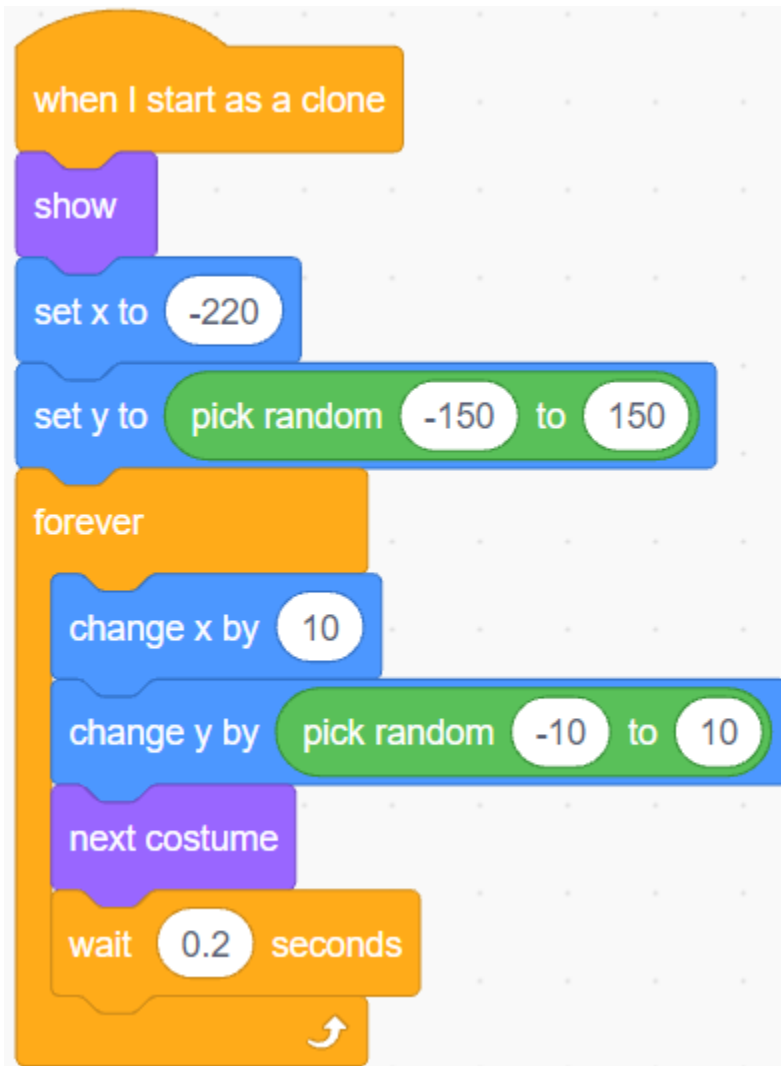 when I start as a clone
show
set x to -220
set y to pick random -150 to 150
forever
change x by 10
change y by pick random -10 to 10
next costume
wait 0.2 seconds